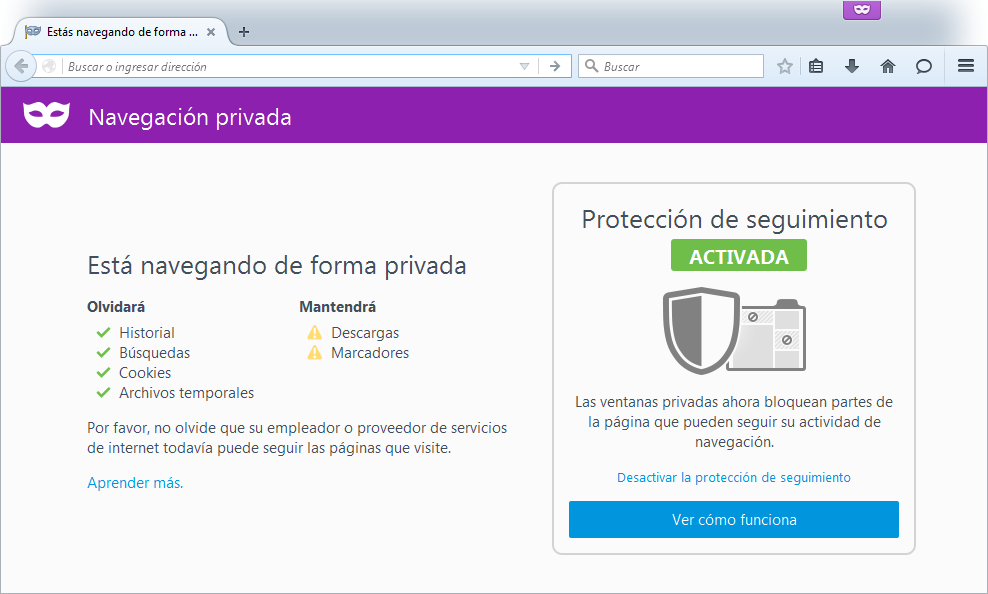 Estás navegando de forma ...
Buscar o ingresar dirección
Buscar
Navegación privada
Está navegando de forma privada
Olvidará
Historial
Búsquedas
Cookies
Archivos temporales
Mantendrá
Descargas
Marcadores
Por favor, no olvide que su empleador o proveedor de servicios
de internet todavía puede seguir las páginas que visite.
Aprender más.
Protección de seguimiento
ACTIVADA
Las ventanas privadas ahora bloquean partes de
la página que pueden seguir su actividad de
navegación.
Desactivar la protección de seguimiento
Ver cómo funciona